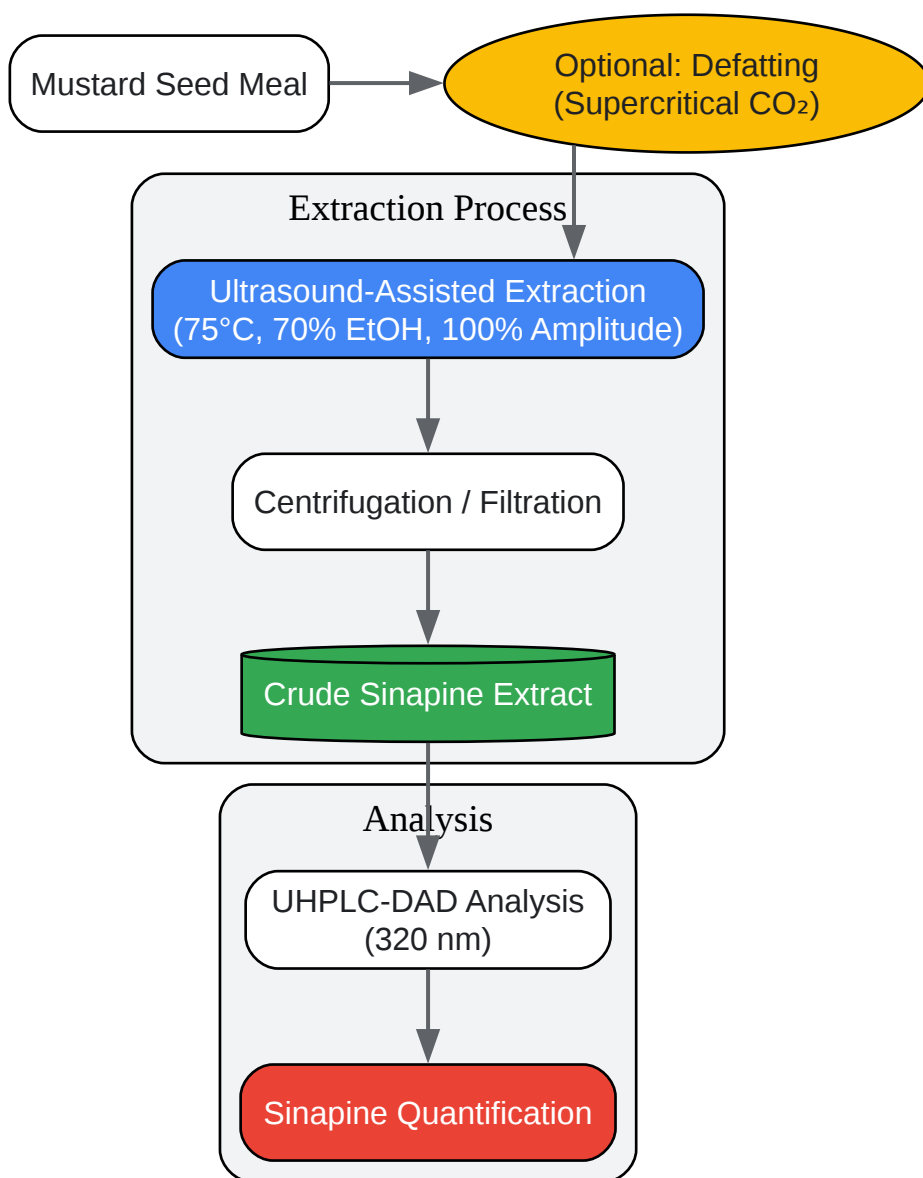 Mustard Seed Meal
Optional: Defatting
(Supercritical CO₂)
Extraction Process
Ultrasound-Assisted Extraction
(75°C, 70% EtOH, 100% Amplitude)
Centrifugation / Filtration
Crude Sinapine Extract
Analysis
UHPLC-DAD Analysis
(320 nm)
Sinapine Quantification